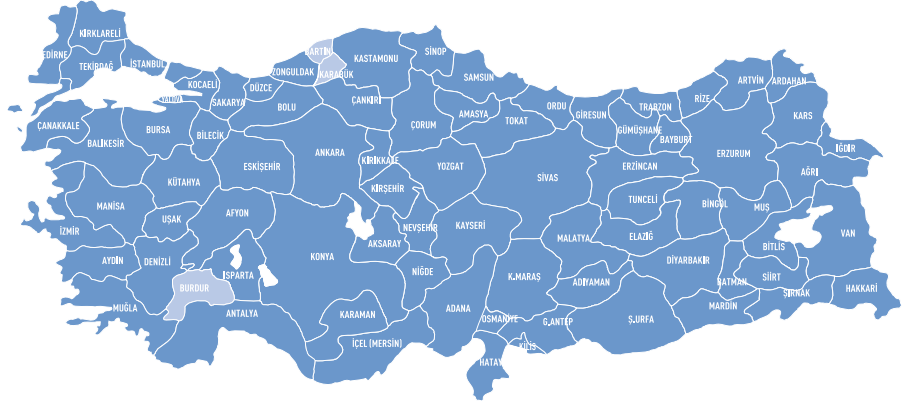 KIRKLARELİ
EDİRNE
TEKİRDAĞ
İSTANBUL
KOCAELİ
YALOVA
SAKARYA
DÜZCE
ZONGULDAK
BARTIN
KARABÜK
KASTAMONU
SİNOP
SAMSUN
BOLU
ÇANKIRI
ÇORUM
AMASYA
TOKAT
ORDU
GİRESUN
TRABZON
GÜMÜŞHANE
BAYBURT
RİZE
ARTVİN
ARDAHAN
KARS
IĞDIR
ÇANAKKALE
BALIKESİR
BURSA
BİLECİK
ESKİŞEHİR
ANKARA
KIRIKKALE
YOZGAT
SİVAS
ERZİNCAN
ERZURUM
AĞRI
KÜTAHYA
KIRŞEHİR
MANİSA
UŞAK
AFYON
NEVŞEHİR
KAYSERİ
TUNCELİ
BİNGÖL
MUŞ
İZMİR
AKSARAY
MALATYA
ELAZIĞ
BİTLİS
VAN
AYDIN
DENİZLİ
ISPARTA
KONYA
NİĞDE
K.MARAŞ
ADIYAMAN
DİYARBAKIR
BATMAN
SİİRT
BURDUR
HAKKARİ
ŞIRNAK
MARDİN
MUĞLA
ANTALYA
KARAMAN
ADANA
OSMANİYE
G.ANTEP
Ş.URFA
İÇEL (MERSİN)
KİLİS
HATAY